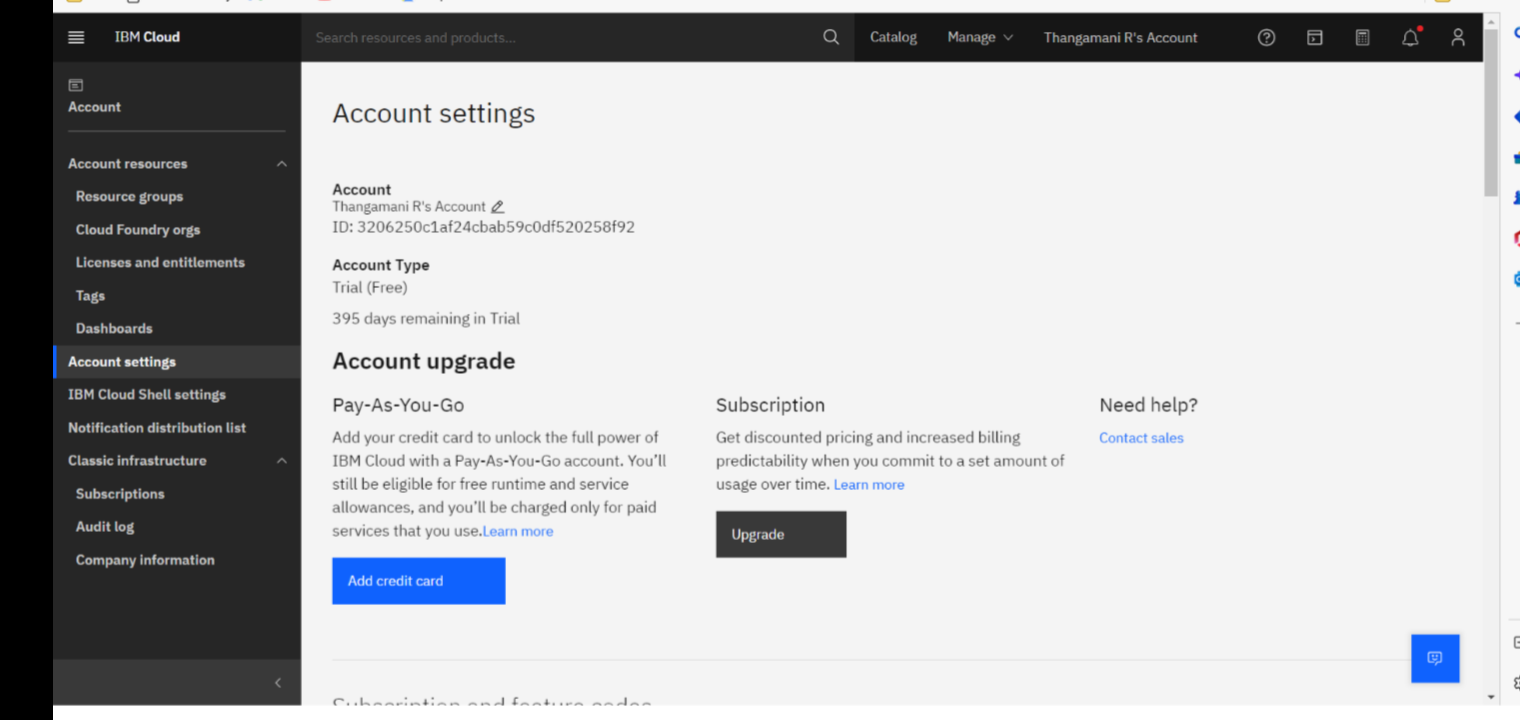 IBM Cloud
Search resources and products...
Catalog
Manage
Thangamani R's Account
Account
Account resources
Resource groups
Cloud Foundry orgs
Licenses and entitlements
Tags
Dashboards
Account settings
IBM Cloud Shell settings
Notification distribution list
Classic infrastructure
Subscriptions
Audit log
Company information
Account settings
Account
Thangamani R's Account
ID: 3206250c1af24cbab59c0df520258f92
Account Type
Trial (Free)
395 days remaining in Trial
Account upgrade
Pay-As-You-Go
Add your credit card to unlock the full power of
IBM Cloud with a Pay-As-You-Go account. You'll
still be eligible for free runtime and service
allowances, and you'll be charged only for paid
services that you use.Learn more
Add credit card
Subscription
Get discounted pricing and increased billing
predictability when you commit to a set amount of
usage over time. Learn more
Upgrade
Need help?
Contact sales
Subscription and feature codes